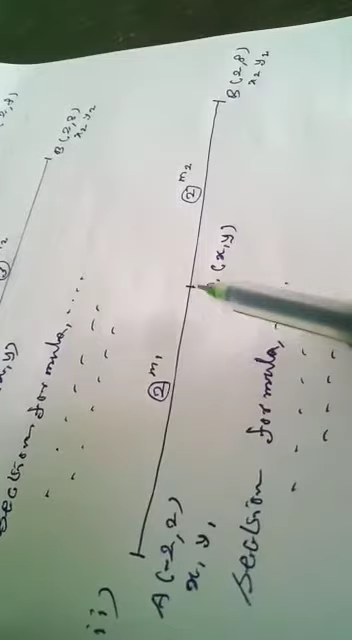 B(2,8)
x2 y2
section formula, ....
ii)
A(-2,2)
x1 y1
② m1
(x,y)
② m2
B(2,8)
x2 y2
section formula,